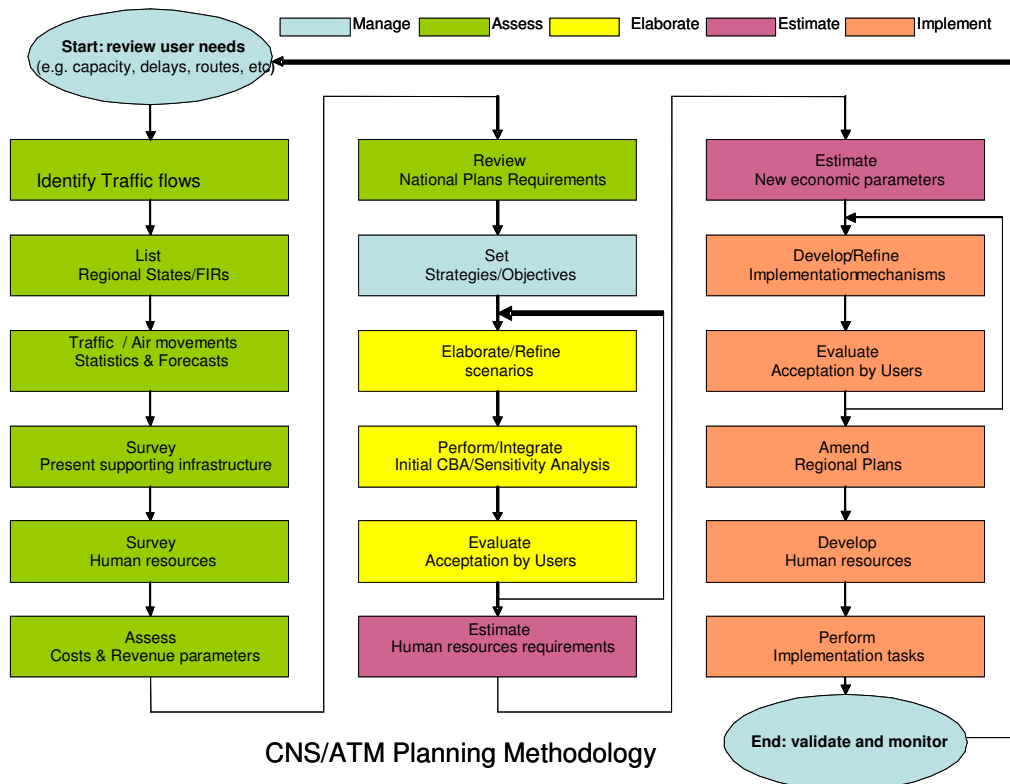 Manage
Assess
Elaborate
Estimate
Implement
Start: review user needs
(e.g. capacity, delays, routes, etc)
Identify Traffic flows
List
Regional States/FIRs
Traffic / Air movements
Statistics & Forecasts
Survey
Present supporting infrastructure
Survey
Human resources
Assess
Costs & Revenue parameters
Review
National Plans Requirements
Set
Strategies/Objectives
Elaborate/Refine
scenarios
Perform/Integrate
Initial CBA/Sensitivity Analysis
Evaluate
Acceptation by Users
Estimate
Human resources requirements
Estimate
New economic parameters
Develop/Refine
Implementation mechanisms
Evaluate
Acceptation by Users
Amend
Regional Plans
Develop
Human resources
Perform
Implementation tasks
End: validate and monitor
CNS/ATM Planning Methodology